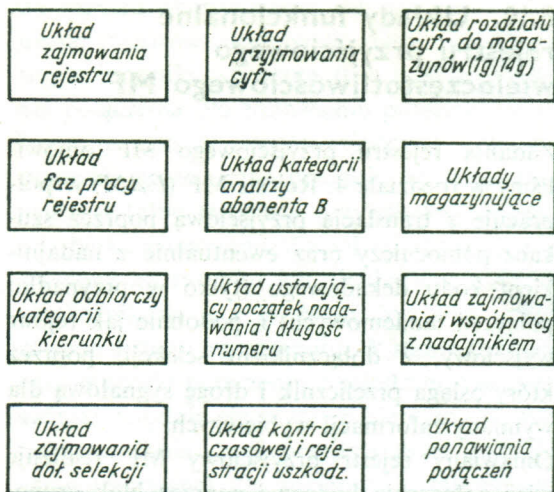 Układ
zajmowania
rejestru
Układ
przyjmowania
cyfr
Układ rozdziału
cyfr do maga-
zynów(1g/14g)
Układ
faz pracy
rejestru
Układ kategorii
analizy
abonenta B
Układy
magazynujące
Układ odbiorczy
kategorii
kierunku
Układ ustalają-
cy początek nada-
wania i długość
numeru
Układ zajmowa-
nia i współpracy
z nadajnikiem
Układ
zajmowania
doł. selekcji
Układ kontroli
czasowej i reje-
stracji uszkodz.
Układ
ponawiania
połączeń